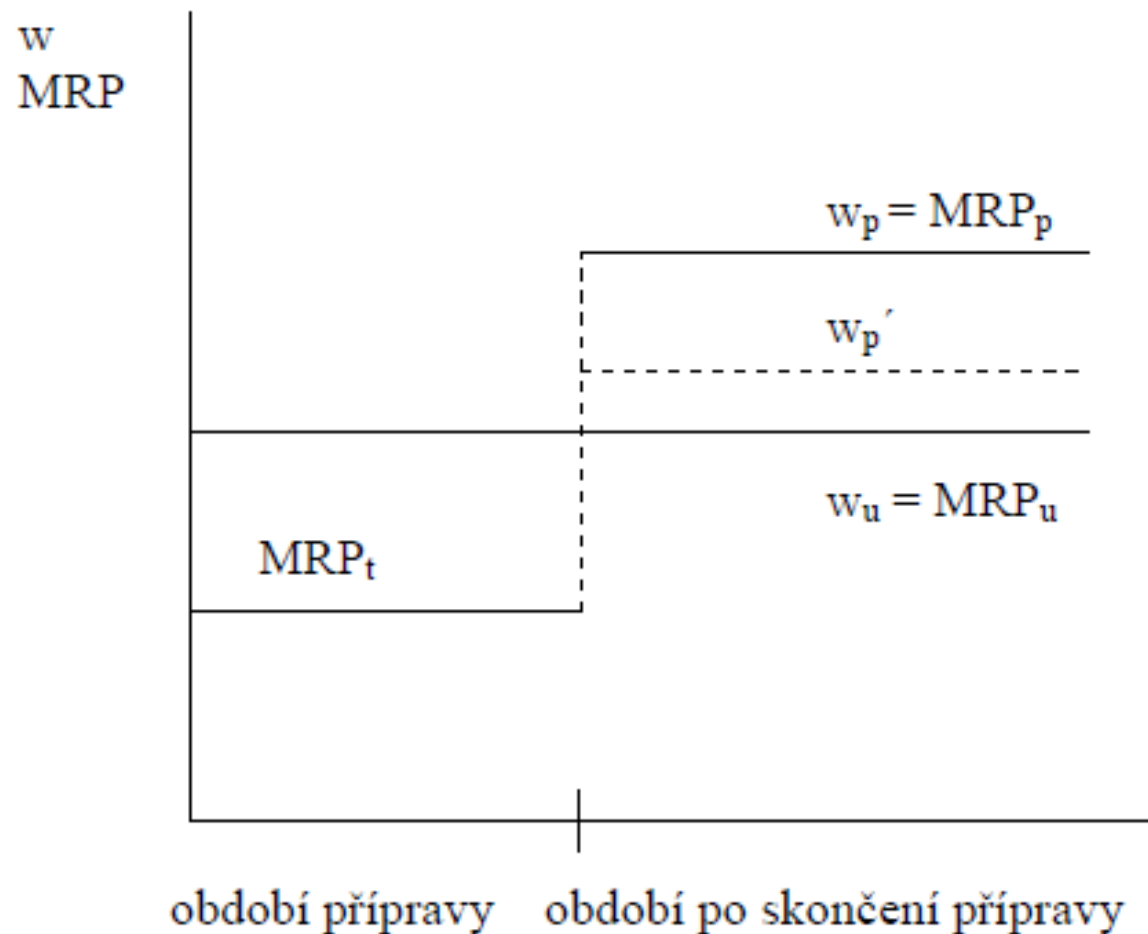 w
MRP
wₚ = MRPₚ
wₚ´
wᵤ = MRPᵤ
MRPₜ
období přípravy
období po skončení přípravy